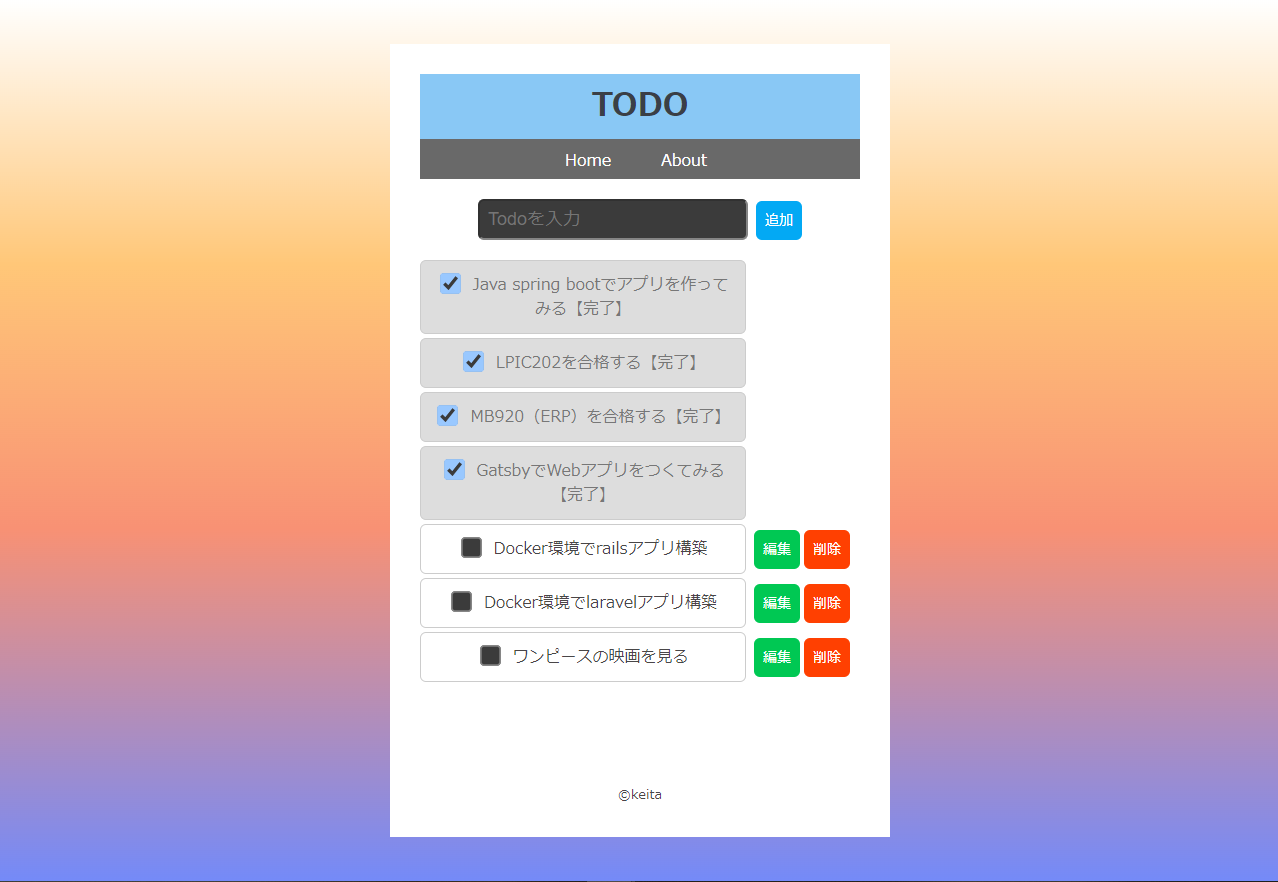 TODO
Home About
Todoを入力 追加
Java spring bootでアプリを作って
みる【完了】
LPIC202を合格する【完了】
MB920（ERP）を合格する【完了】
GatsbyでWebアプリをつくてみる
【完了】
Docker環境でrailsアプリ構築 編集 削除
Docker環境でlaravelアプリ構築 編集 削除
ワンピースの映画を見る 編集 削除
©keita